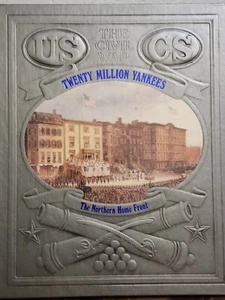 US
THE
CIVIL
WAR
CS
TWENTY MILLION YANKEES
The Northern Home Front